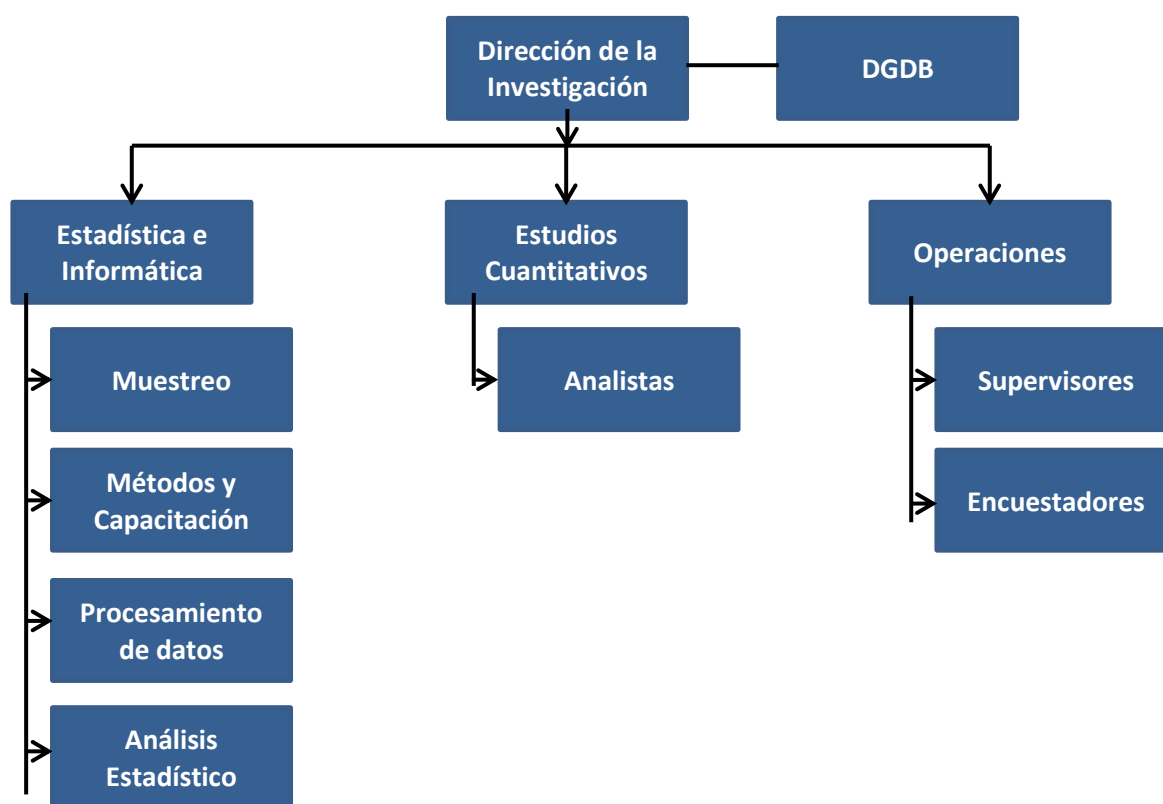 Dirección de la
Investigación
DGDB
Estadística e
Informática
Estudios
Cuantitativos
Operaciones
Muestreo
Analistas
Supervisores
Métodos y
Capacitación
Encuestadores
Procesamiento
de datos
Análisis
Estadístico